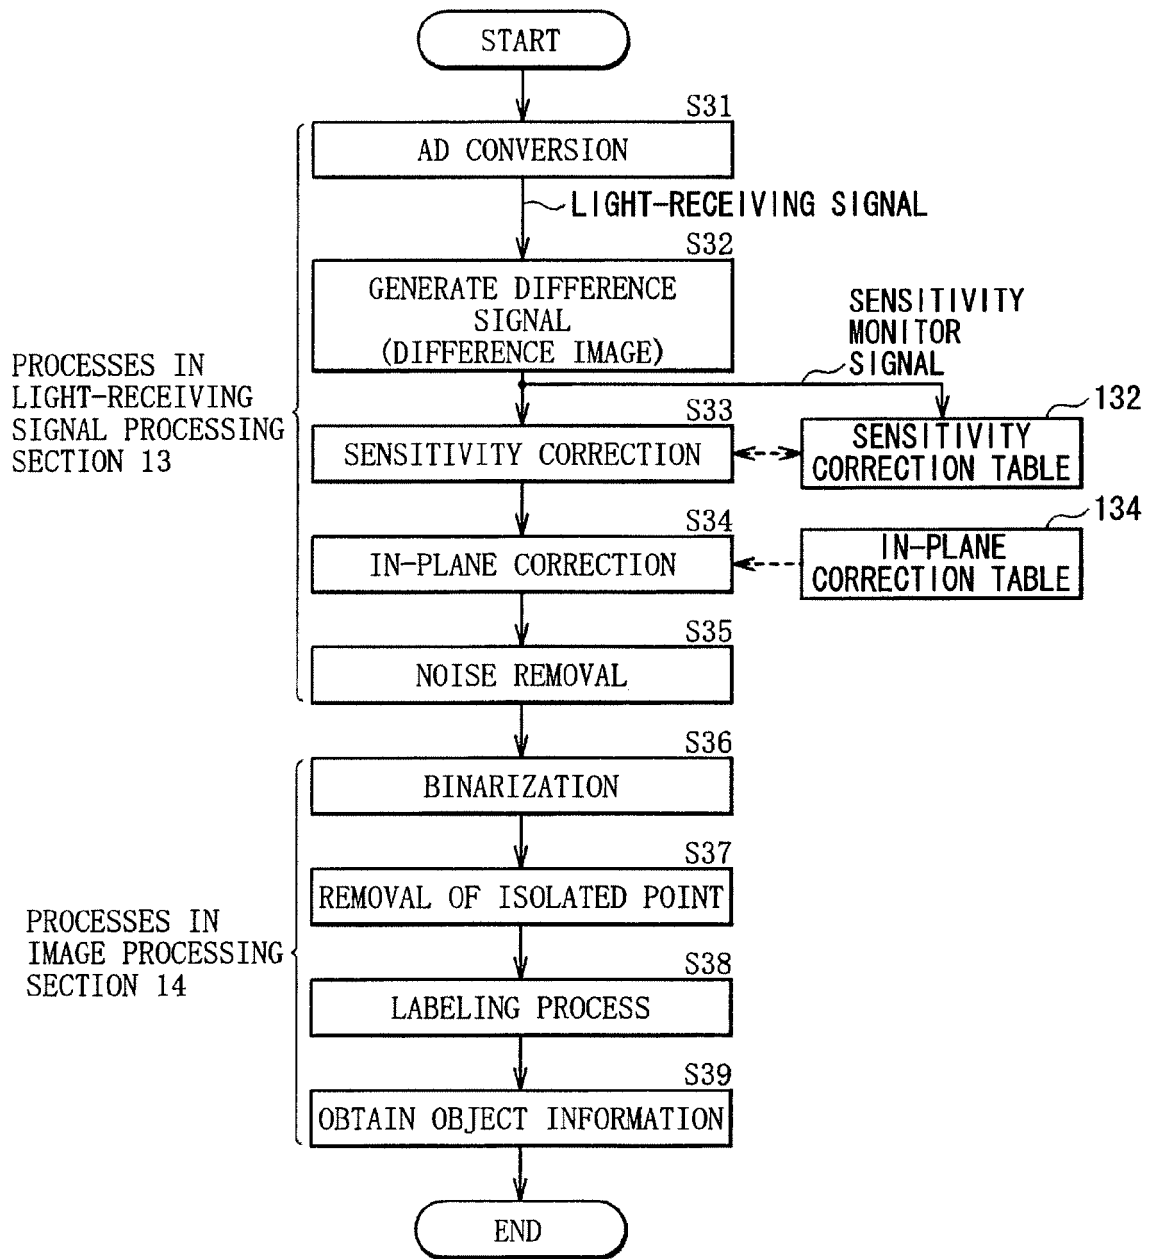 START
S31
AD CONVERSION
LIGHT-RECEIVING SIGNAL
S32
GENERATE DIFFERENCE
SIGNAL
(DIFFERENCE IMAGE)
SENSITIVITY
MONITOR
SIGNAL
PROCESSES IN
LIGHT-RECEIVING
SIGNAL PROCESSING
SECTION 13
S33
SENSITIVITY CORRECTION
132
SENSITIVITY
CORRECTION TABLE
S34
IN-PLANE CORRECTION
134
IN-PLANE
CORRECTION TABLE
S35
NOISE REMOVAL
S36
BINARIZATION
S37
REMOVAL OF ISOLATED POINT
PROCESSES IN
IMAGE PROCESSING
SECTION 14
S38
LABELING PROCESS
S39
OBTAIN OBJECT INFORMATION
END